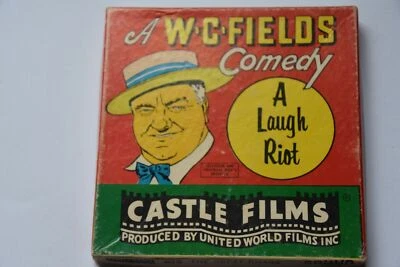 A W·C·FIELDS
Comedy
A
Laugh
Riot
CASTLE FILMS®
PRODUCED BY UNITED WORLD FILMS INC